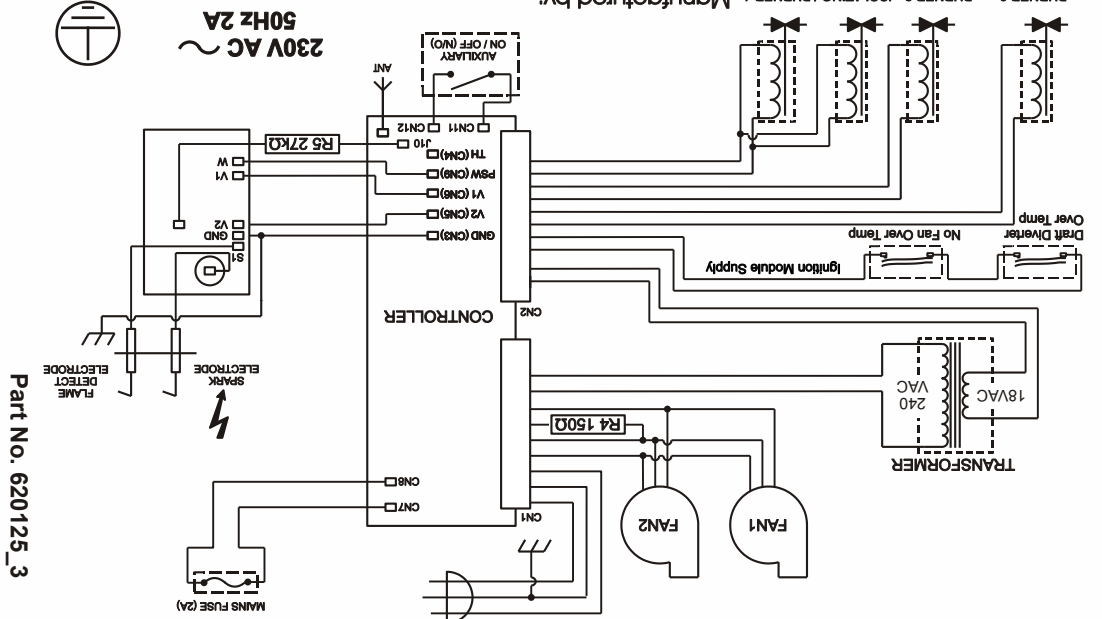 MAINS FUSE (2A)
FAN1
FAN2
CN1
CN7
CN8
TRANSFORMER
18VAC
240
VAC
R4 150Ω
SPARK
ELECTRODE
FLAME
DETECT
ELECTRODE
CN2
CONTROLLER
Ignition Module Supply
Draft Diverter
Over Temp
No Fan Over Temp
GND (CN3)
V2 (CN5)
V1 (CN6)
PSW (CN9)
TH (CN4)
J10
CN11
CN12
S1
GND
V2
V1
W
R5 27kΩ
ANT
AUXILIARY
ON / OFF (N/O)
230V AC
50Hz 2A
Manufactured by:
Part No. 620125_3